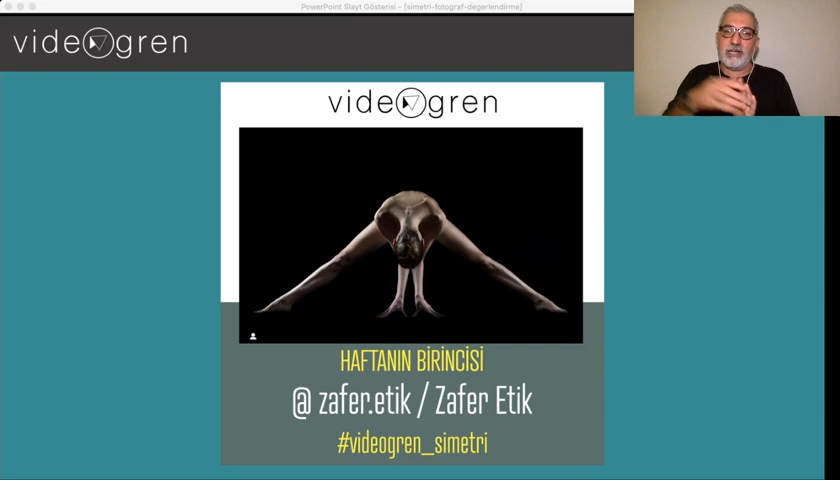 PowerPoint Slayt Gösterisi - [simetri-fotograf-degerlendirme]
videogren
videogren
HAFTANIN BİRİNCİSİ
@ zafer.etik / Zafer Etik
#videogren_simetri